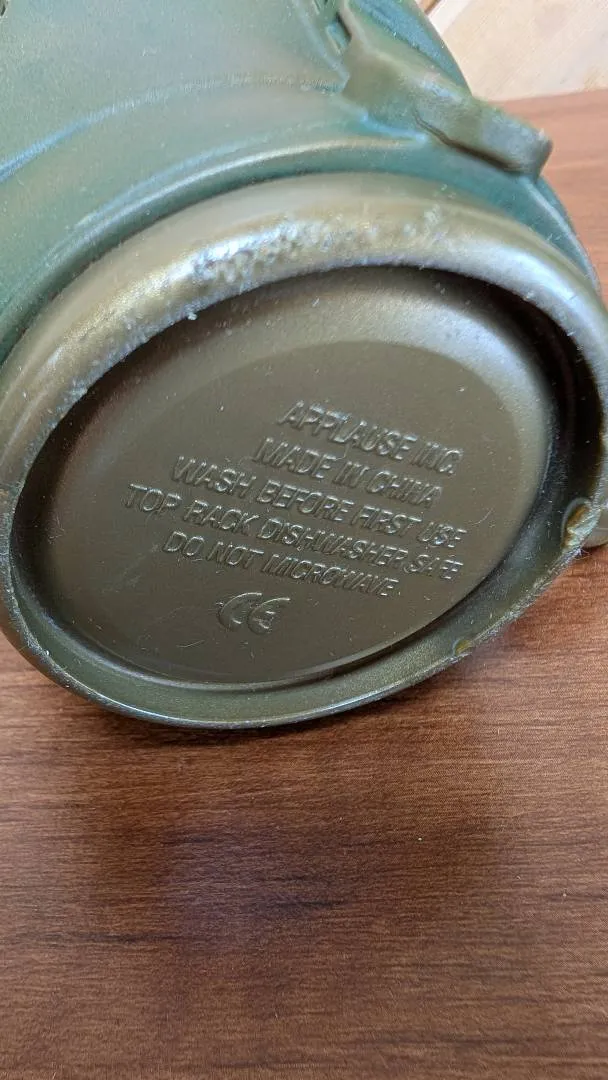 APPLAUSE INC.
MADE IN CHINA
WASH BEFORE FIRST USE
TOP RACK DISHWASHER SAFE
DO NOT MICROWAVE
CE